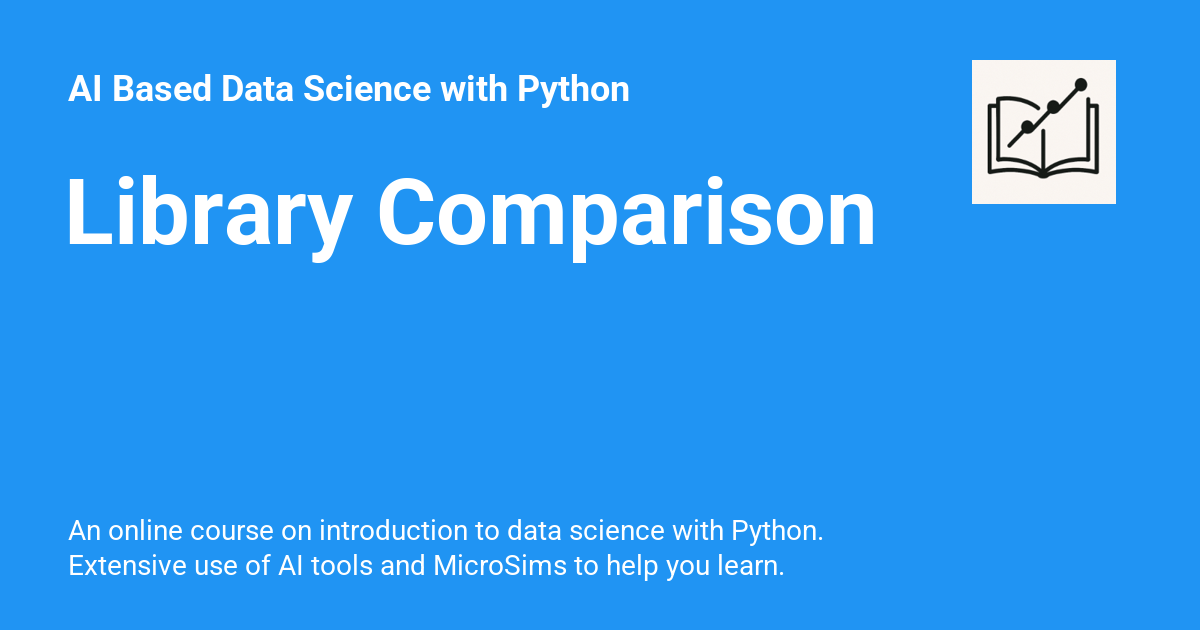 AI Based Data Science with Python
Library Comparison
An online course on introduction to data science with Python.
Extensive use of AI tools and MicroSims to help you learn.